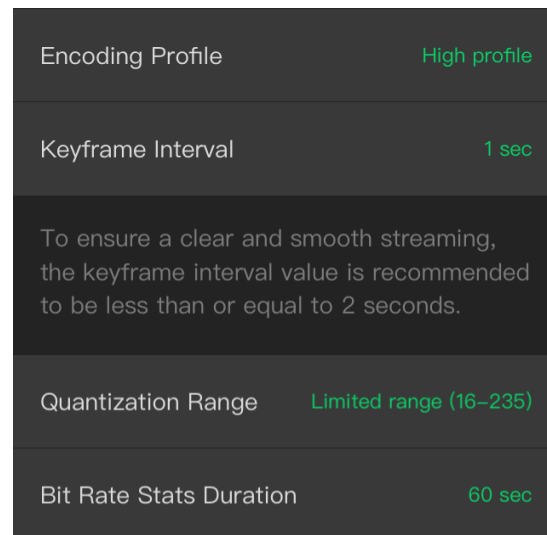 Encoding Profile High profile
Keyframe Interval 1 sec
To ensure a clear and smooth streaming,
the keyframe interval value is recommended
to be less than or equal to 2 seconds.
Quantization Range Limited range (16–235)
Bit Rate Stats Duration 60 sec